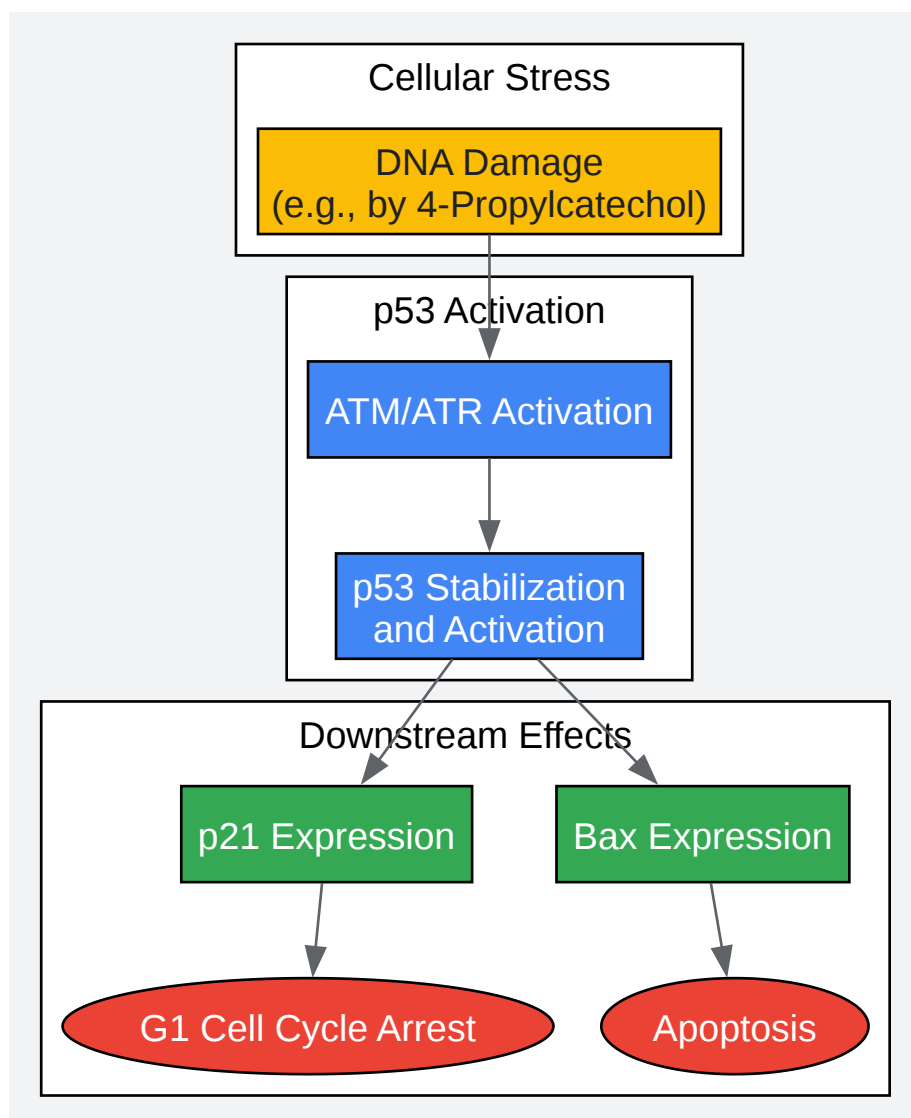 Cellular Stress
DNA Damage
(e.g., by 4-Propylcatechol)
p53 Activation
ATM/ATR Activation
p53 Stabilization
and Activation
Downstream Effects
p21 Expression
Bax Expression
G1 Cell Cycle Arrest
Apoptosis